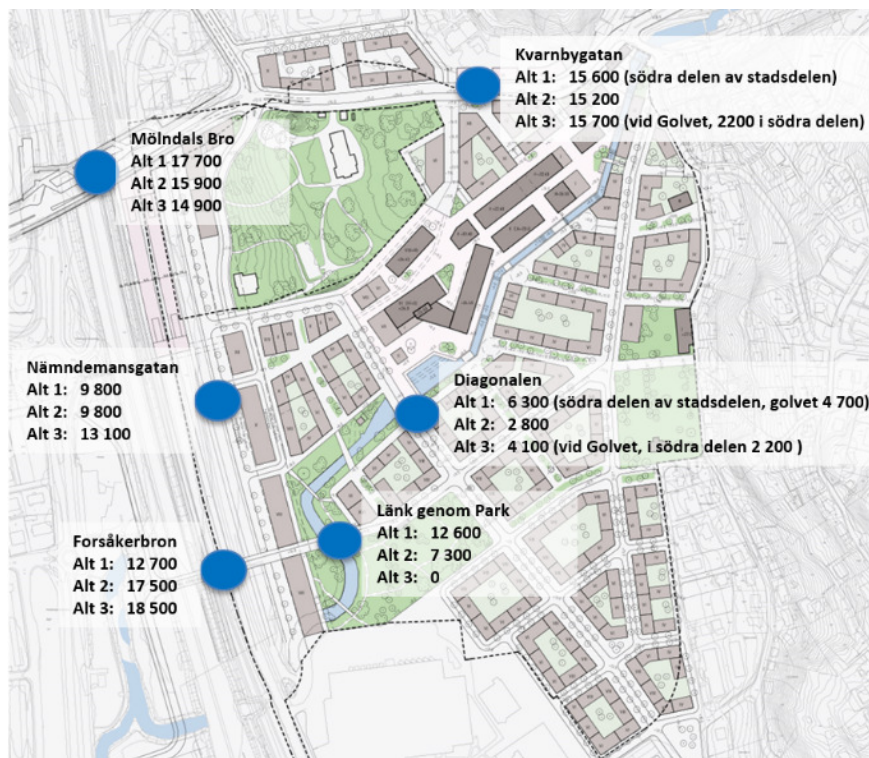 Kvarnbygatan
Alt 1: 15 600 (södra delen av stadsdelen)
Alt 2: 15 200
Alt 3: 15 700 (vid Golvet, 2200 i södra delen)
Mölndals Bro
Alt 1 17 700
Alt 2 15 900
Alt 3 14 900
Nämndemansgatan
Alt 1: 9 800
Alt 2: 9 800
Alt 3: 13 100
Diagonalen
Alt 1: 6 300 (södra delen av stadsdelen, golvet 4 700)
Alt 2: 2 800
Alt 3: 4 100 (vid Golvet, i södra delen 2 200 )
Länk genom Park
Alt 1: 12 600
Alt 2: 7 300
Alt 3: 0
Forsåkerbron
Alt 1: 12 700
Alt 2: 17 500
Alt 3: 18 500